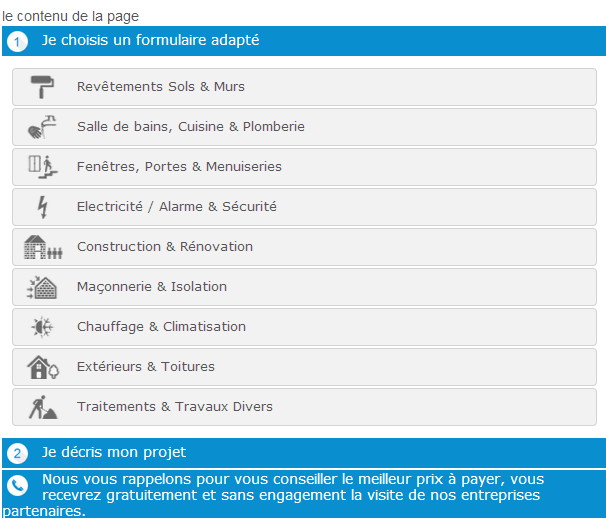 le contenu de la page
1 Je choisis un formulaire adapté
Revêtements Sols & Murs
Salle de bains, Cuisine & Plomberie
Fenêtres, Portes & Menuiseries
Electricité / Alarme & Sécurité
Construction & Rénovation
Maçonnerie & Isolation
Chauffage & Climatisation
Extérieurs & Toitures
Traitements & Travaux Divers
2 Je décris mon projet
Nous vous rappelons pour vous conseiller le meilleur prix à payer, vous
recevrez gratuitement et sans engagement la visite de nos entreprises
partenaires.